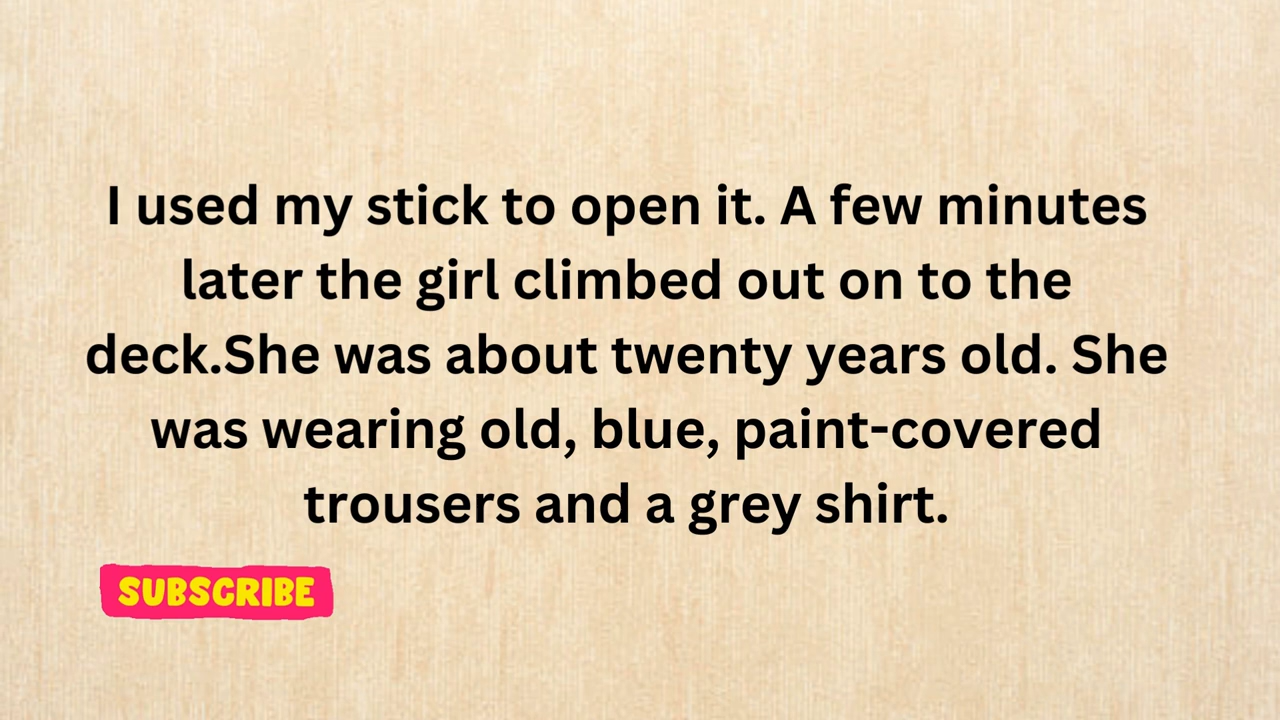 I used my stick to open it. A few minutes
later the girl climbed out on to the
deck.She was about twenty years old. She
was wearing old, blue, paint-covered
trousers and a grey shirt.
SUBSCRIBE